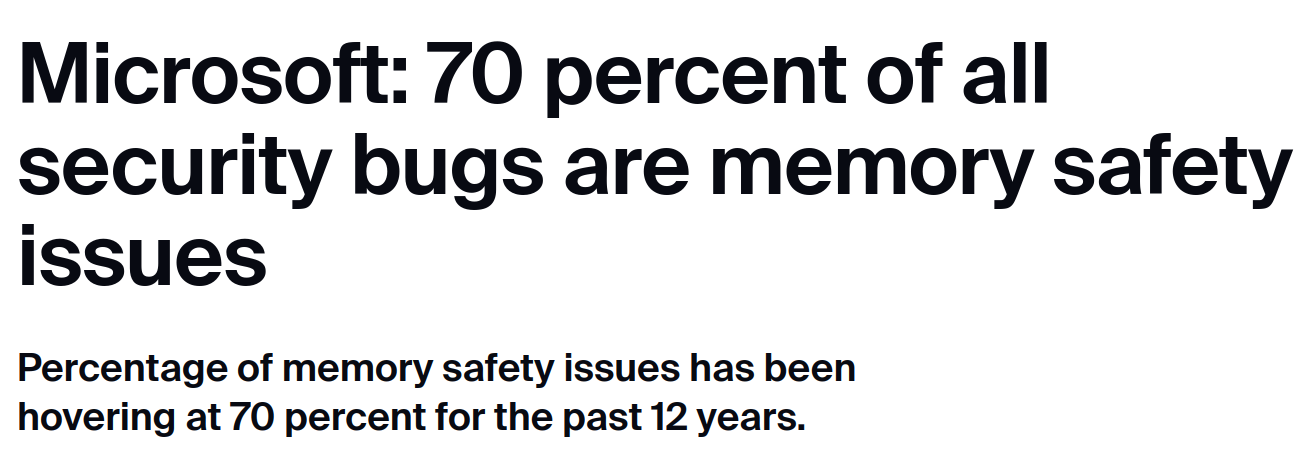 Microsoft: 70 percent of all
security bugs are memory safety
issues
Percentage of memory safety issues has been
hovering at 70 percent for the past 12 years.